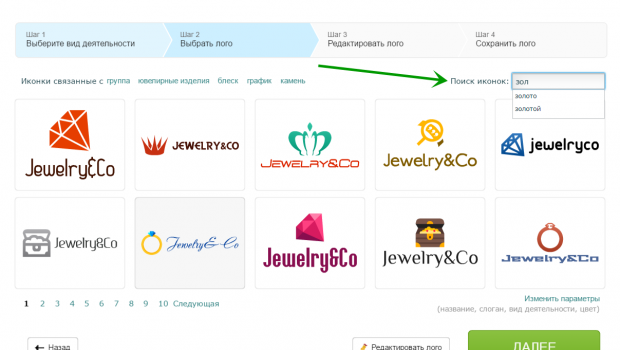 Шаг 1
Выберите вид деятельности
Шаг 2
Выбрать лого
Шаг 3
Редактировать лого
Шаг 4
Сохранить лого
Иконки связанные с группа ювелирные изделия блеск график камень
Поиск иконок: зол
золото
золотой
Jewelry&Co
JEWELRY&CO
JEWELRY&CO
Jewelry&Co
jewelryco
Jewelry&Co
Jewelry & Co
Jewelry&Co
Jewelry&Co
JEWELRY&CO
1 2 3 4 5 6 7 8 9 10 Следующая
Изменить параметры
(название, слоган, вид деятельности, цвет)
Назад
Редактировать лого
ДАЛЕЕ